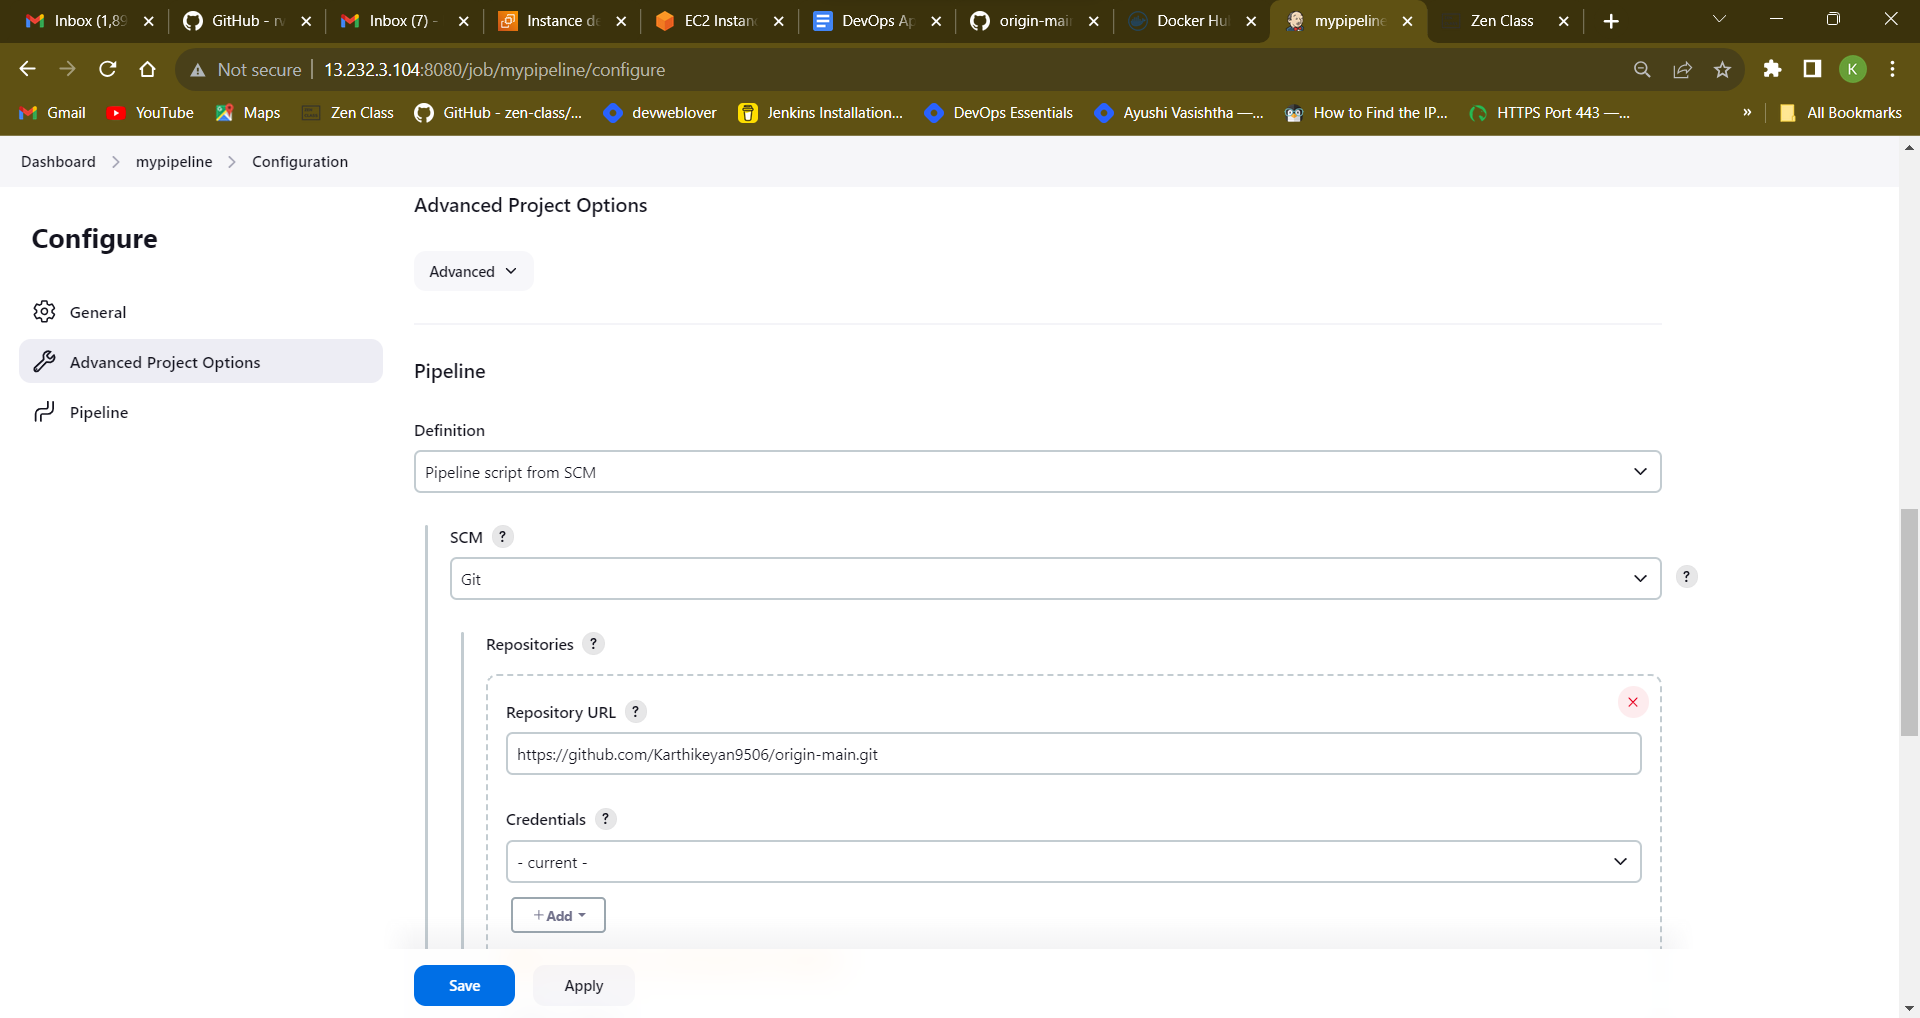 Inbox (1,89
GitHub - rv
Inbox (7) -
Instance de
EC2 Instan
DevOps Ap
origin-mai
Docker Hu
mypipeline
Zen Class
Not secure
13.232.3.104:8080/job/mypipeline/configure
K
Gmail
YouTube
Maps
Zen Class
GitHub - zen-class/...
devweblover
Jenkins Installation...
DevOps Essentials
Ayushi Vasishtha —...
How to Find the IP...
HTTPS Port 443 —...
»
All Bookmarks
Dashboard
mypipeline
Configuration
Configure
General
Advanced Project Options
Pipeline
Advanced Project Options
Advanced
Pipeline
Definition
Pipeline script from SCM
SCM ?
Git
?
Repositories ?
Repository URL ?
https://github.com/Karthikeyan9506/origin-main.git
Credentials ?
- current -
+ Add
Save
Apply